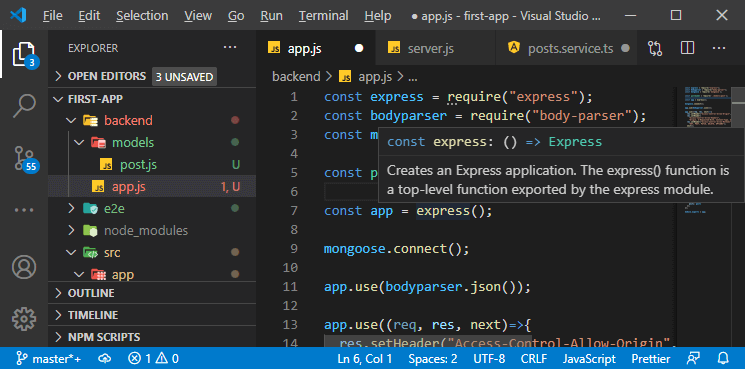 File Edit Selection View Go Run Terminal Help ● app.js - first-app - Visual Studio ...
3
55
EXPLORER
OPEN EDITORS 3 UNSAVED
FIRST-APP
backend
models
JS post.js U
JS app.js 1, U
e2e
node_modules
src
app
OUTLINE
TIMELINE
NPM SCRIPTS
JS app.js
JS server.js
posts.service.ts
backend > JS app.js > ...
1 const express = require("express");
2 const bodyparser = require("body-parser");
3 const m
const express: () => Express
Creates an Express application. The express() function is
a top-level function exported by the express module.
5 const p
6
7 const app = express();
8
9 mongoose.connect();
10
11 app.use(bodyparser.json());
12
13 app.use((req, res, next)=>{
14 res.setHeader("Access-Control-Allow-Origin",
master*+ 1 0 Ln 6, Col 1 Spaces: 2 UTF-8 CRLF JavaScript Prettier